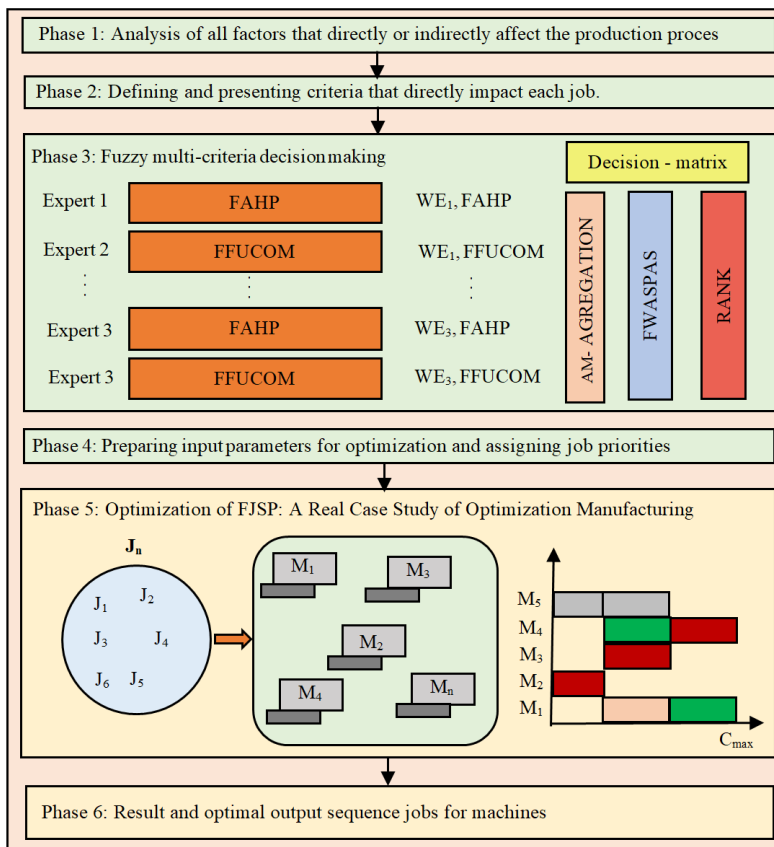 Phase 1: Analysis of all factors that directly or indirectly affect the production proces
Phase 2: Defining and presenting criteria that directly impact each job.
Phase 3: Fuzzy multi-criteria decision making
Decision - matrix
Expert 1
FAHP
WE₁, FAHP
Expert 2
FFUCOM
WE₁, FFUCOM
Expert 3
FAHP
WE₃, FAHP
Expert 3
FFUCOM
WE₃, FFUCOM
AM- AGREGATION
FWASPAS
RANK
Phase 4: Preparing input parameters for optimization and assigning job priorities
Phase 5: Optimization of FJSP: A Real Case Study of Optimization Manufacturing
Jₙ
J₁
J₂
J₃
J₄
J₆
J₅
M₁
M₃
M₂
M₄
Mₙ
M₅
M₄
M₃
M₂
M₁
Cₘₐₓ
Phase 6: Result and optimal output sequence jobs for machines